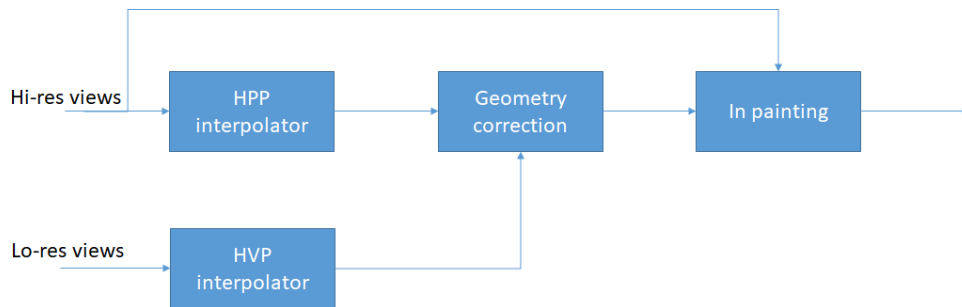 Hi-res views
HPP
interpolator
Geometry
correction
In painting
Lo-res views
HVP
interpolator